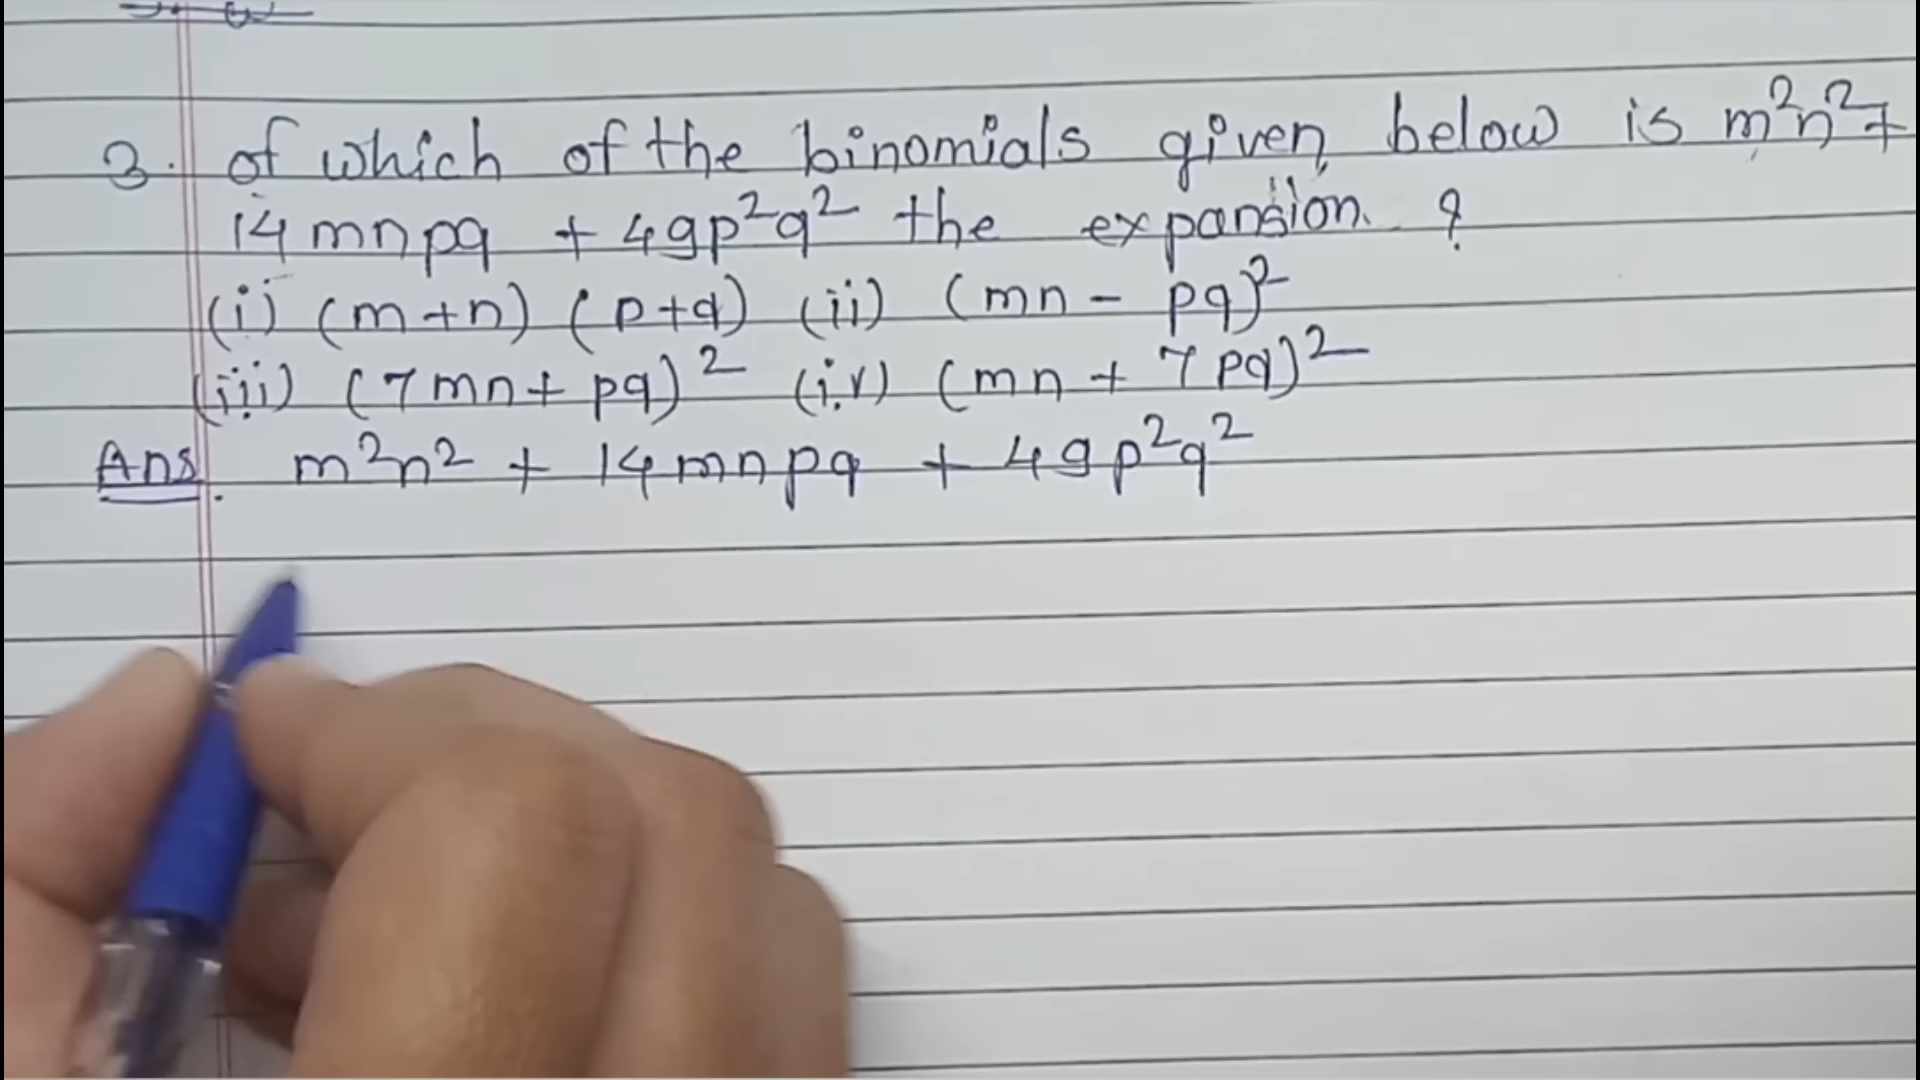 3. of which of the binomials given below is m²n²+
14mnpq + 49p²q² the expansion. ?
(i) (m+n) (p+q) (ii) (mn - pq)²
(iii) (7mn+ pq)² (iv) (mn + 7pq)²
Ans. m²n² + 14mnpq + 49p²q²